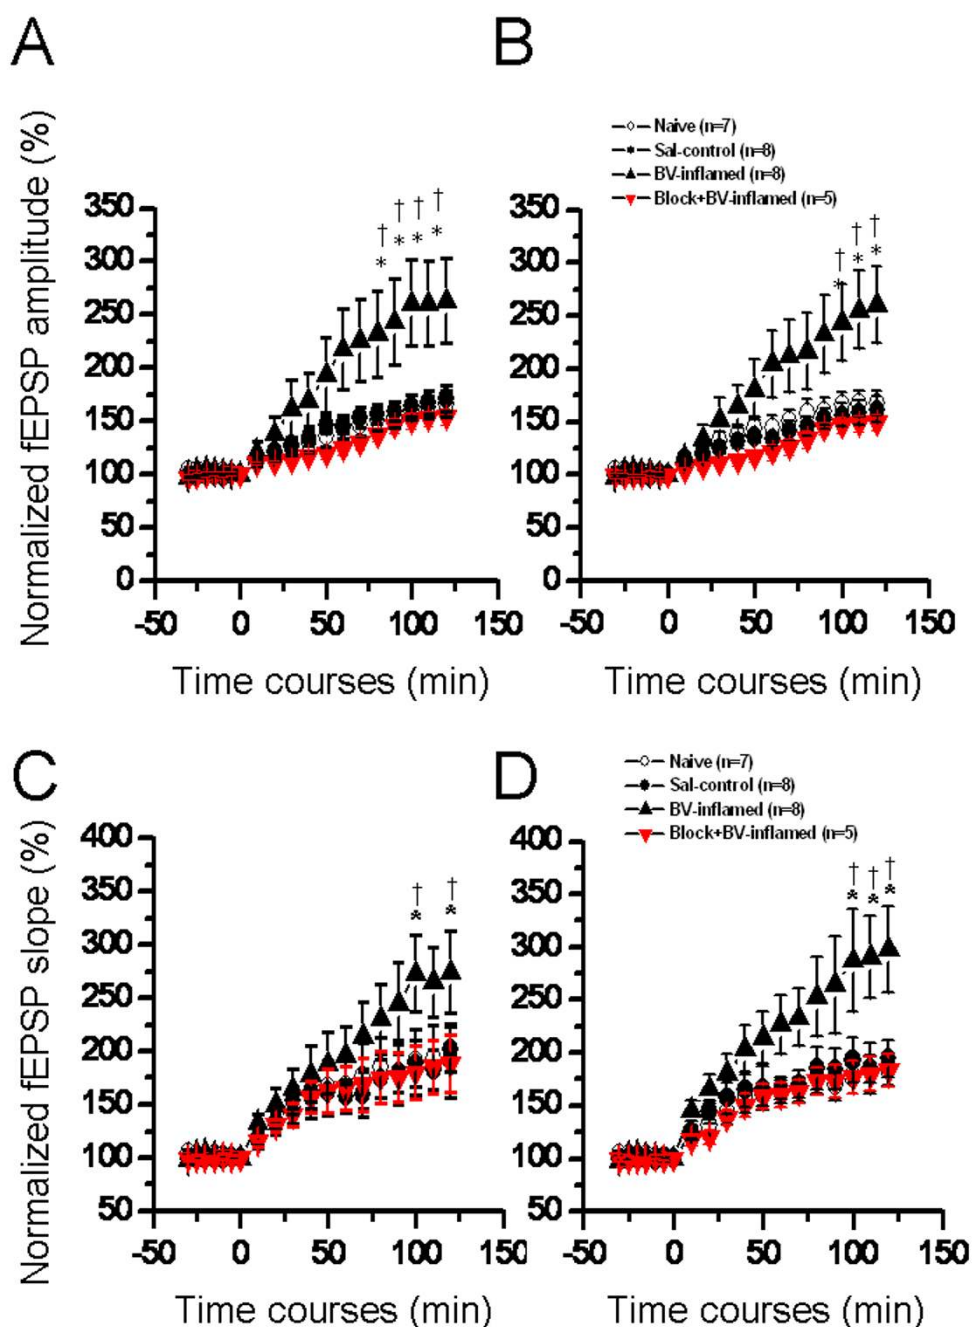 A
B
Normalized fEPSP amplitude (%)
Naive (n=7)
Sal-control (n=8)
BV-inflamed (n=8)
Block+BV-inflamed (n=5)
350
300
250
200
150
100
50
0
† † † †
* * * *
-50 0 50 100 150
Time courses (min)
350
300
250
200
150
100
50
0
† † †
* * *
-50 0 50 100 150
Time courses (min)
C
D
Normalized fEPSP slope (%)
Naive (n=7)
Sal-control (n=8)
BV-inflamed (n=8)
Block+BV-inflamed (n=5)
400
350
300
250
200
150
100
50
† †
* *
-50 0 50 100 150
Time courses (min)
400
350
300
250
200
150
100
50
† † †
* * *
-50 0 50 100 150
Time courses (min)